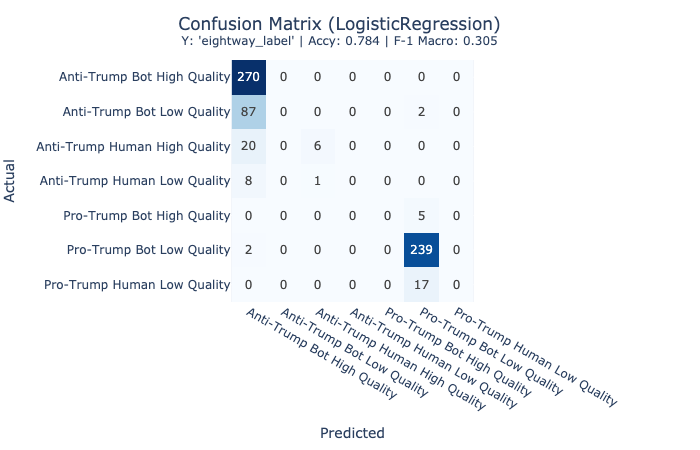 Confusion Matrix (LogisticRegression)
Y: 'eightway_label' | Accy: 0.784 | F-1 Macro: 0.305
Actual
Anti-Trump Bot High Quality 270 0 0 0 0 0 0
Anti-Trump Bot Low Quality 87 0 0 0 0 2 0
Anti-Trump Human High Quality 20 0 6 0 0 0 0
Anti-Trump Human Low Quality 8 0 1 0 0 0 0
Pro-Trump Bot High Quality 0 0 0 0 0 5 0
Pro-Trump Bot Low Quality 2 0 0 0 0 239 0
Pro-Trump Human Low Quality 0 0 0 0 0 17 0
Anti-Trump Bot High Quality
Anti-Trump Bot Low Quality
Anti-Trump Human High Quality
Anti-Trump Human Low Quality
Pro-Trump Bot High Quality
Pro-Trump Bot Low Quality
Pro-Trump Human Low Quality
Predicted